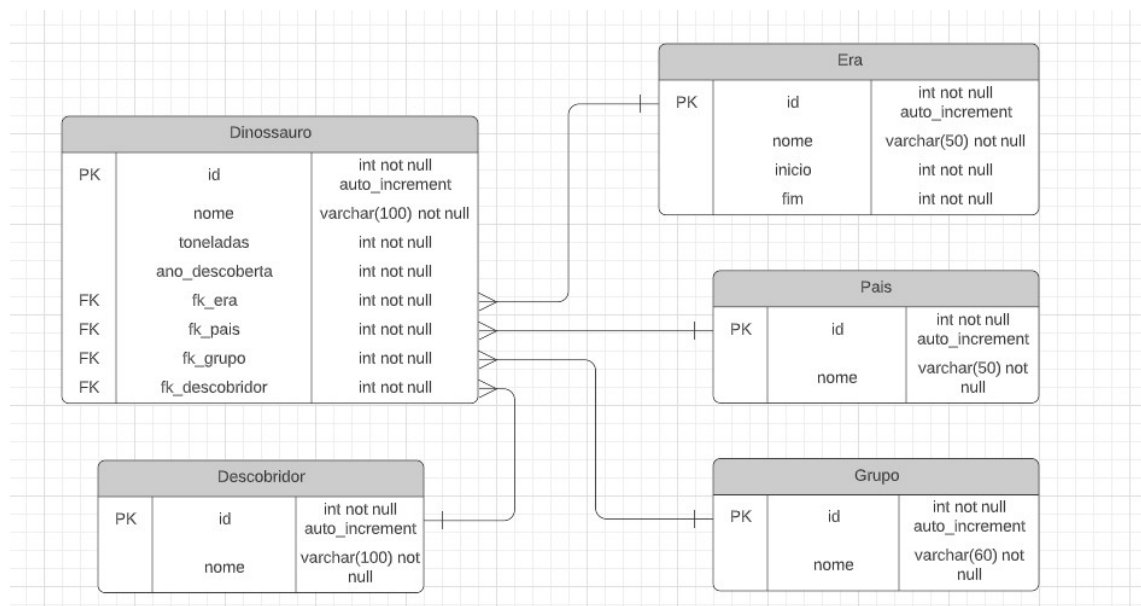 Dinossauro
PK id int not null
auto_increment
nome varchar(100) not null
toneladas int not null
ano_descoberta int not null
FK fk_era int not null
FK fk_pais int not null
FK fk_grupo int not null
FK fk_descobridor int not null
Descobridor
PK id int not null
auto_increment
nome varchar(100) not
null
Era
PK id int not null
auto_increment
nome varchar(50) not null
inicio int not null
fim int not null
Pais
PK id int not null
auto_increment
nome varchar(50) not
null
Grupo
PK id int not null
auto_increment
nome varchar(60) not
null